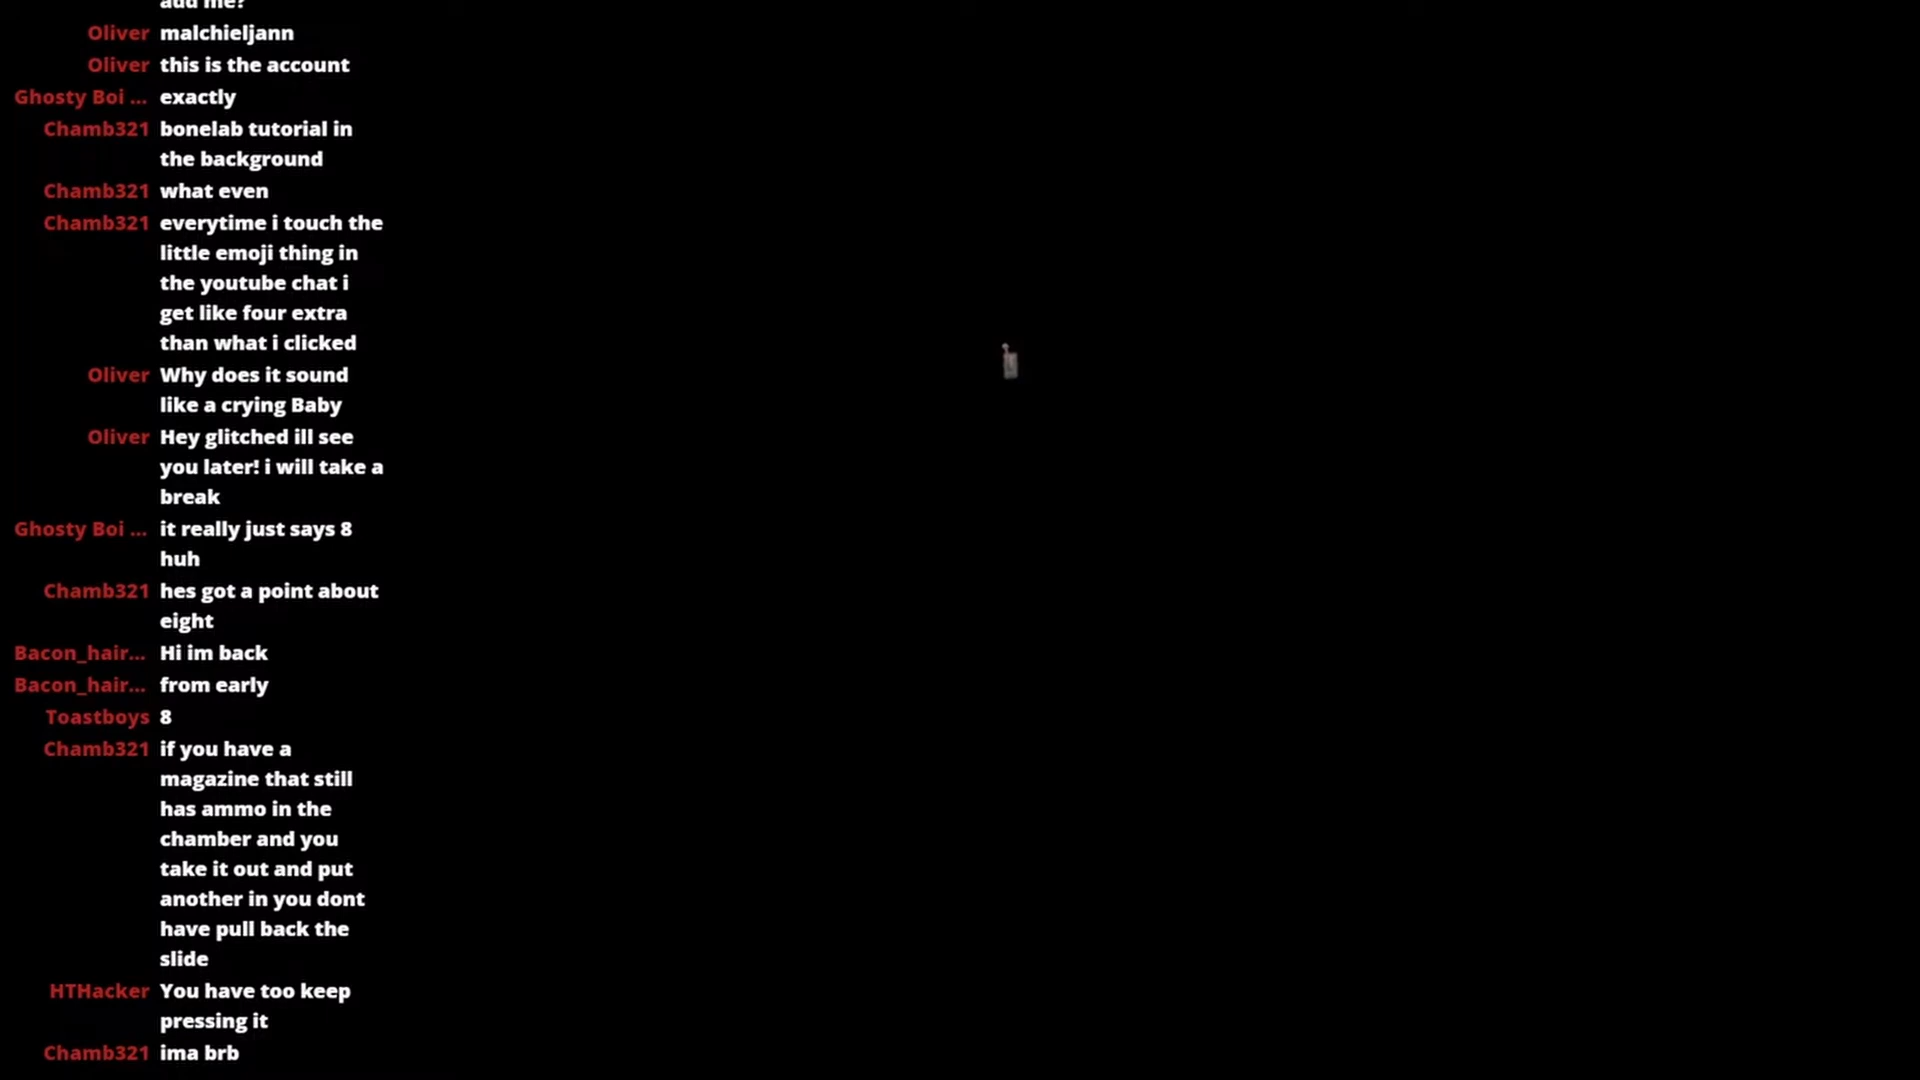 add me?
Oliver malchieljann
Oliver this is the account
Ghosty Boi ... exactly
Chamb321 bonelab tutorial in
the background
Chamb321 what even
Chamb321 everytime i touch the
little emoji thing in
the youtube chat i
get like four extra
than what i clicked
Oliver Why does it sound
like a crying Baby
Oliver Hey glitched ill see
you later! i will take a
break
Ghosty Boi ... it really just says 8
huh
Chamb321 hes got a point about
eight
Bacon_hair... Hi im back
Bacon_hair... from early
Toastboys 8
Chamb321 if you have a
magazine that still
has ammo in the
chamber and you
take it out and put
another in you dont
have pull back the
slide
HTHacker You have too keep
pressing it
Chamb321 ima brb